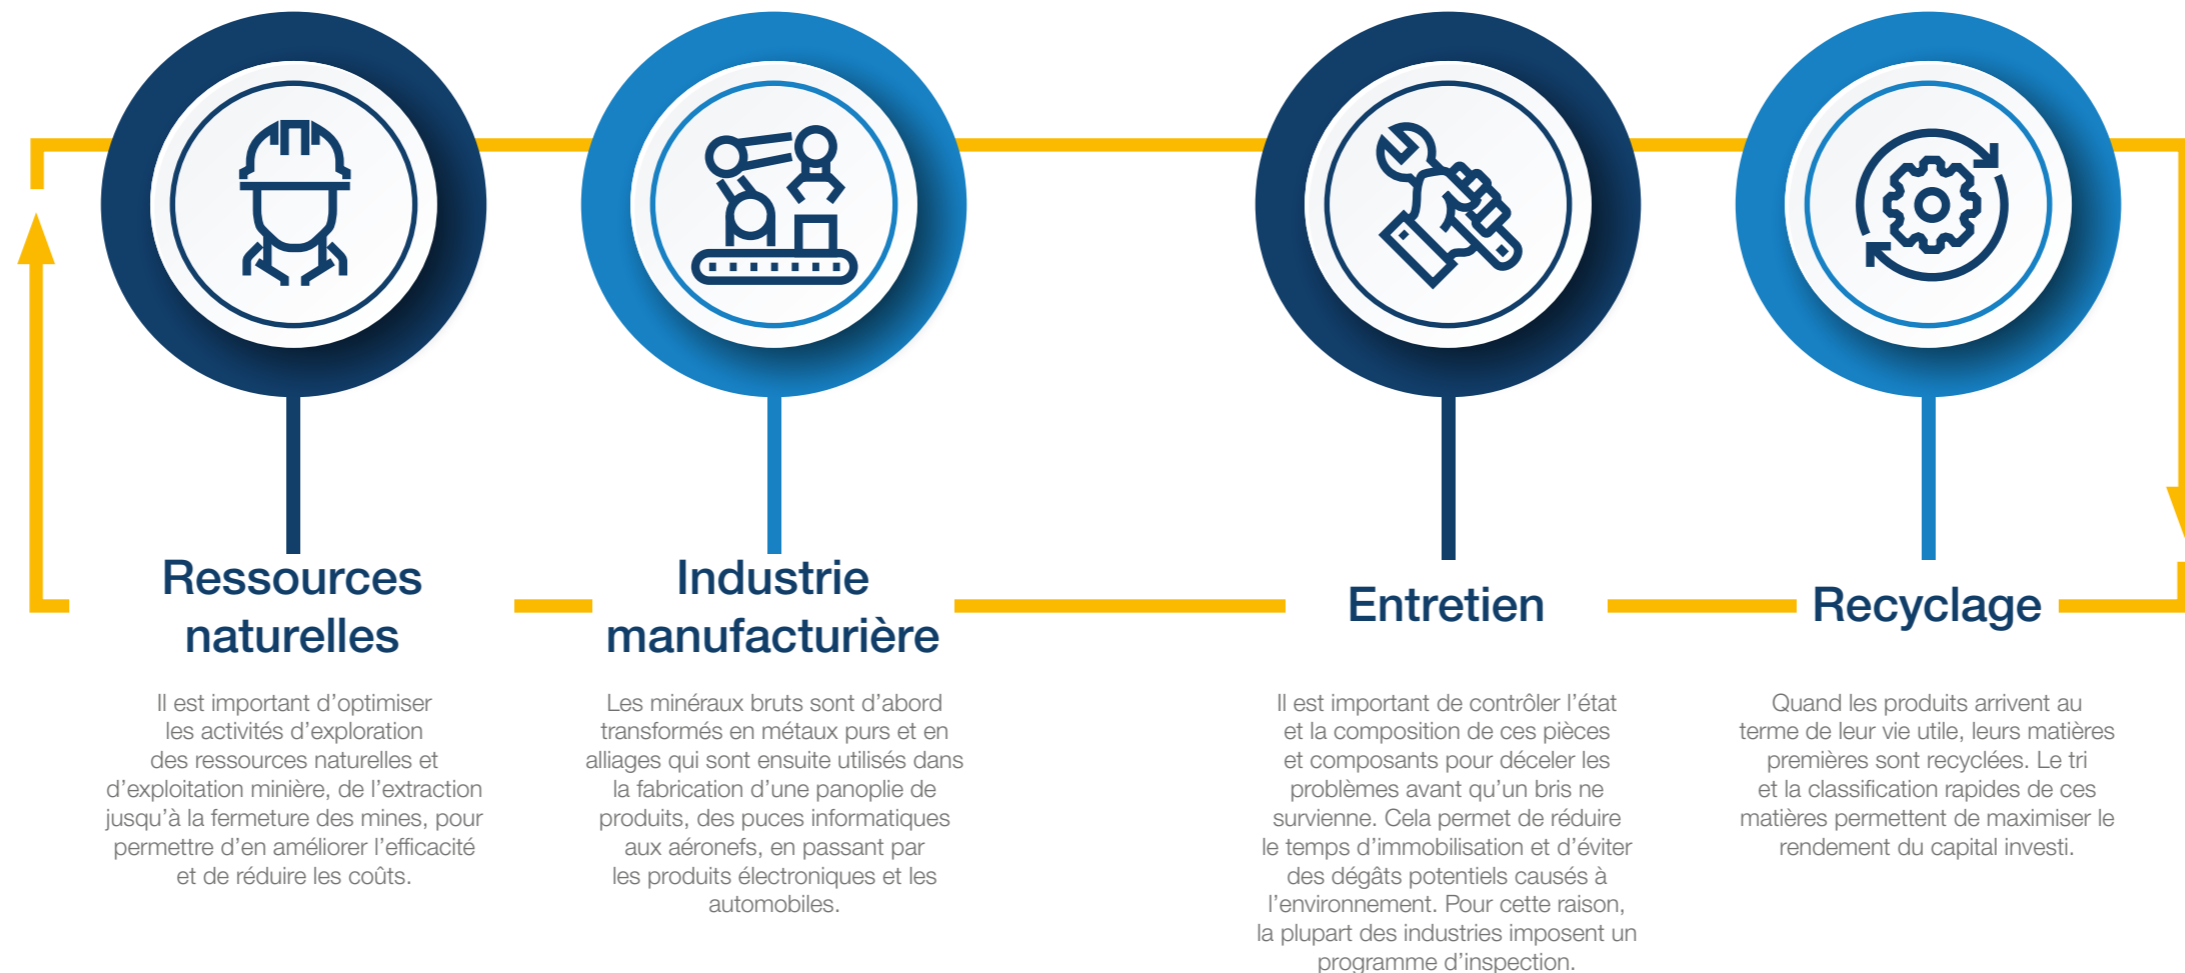 Ressources
naturelles
Il est important d’optimiser
les activités d’exploration
des ressources naturelles et
d’exploitation minière, de l’extraction
jusqu’à la fermeture des mines, pour
permettre d’en améliorer l’efficacité
et de réduire les coûts.
Industrie
manufacturière
Les minéraux bruts sont d’abord
transformés en métaux purs et en
alliages qui sont ensuite utilisés dans
la fabrication d’une panoplie de
produits, des puces informatiques
aux aéronefs, en passant par
les produits électroniques et les
automobiles.
Entretien
Il est important de contrôler l’état
et la composition de ces pièces
et composants pour déceler les
problèmes avant qu’un bris ne
survienne. Cela permet de réduire
le temps d’immobilisation et d’éviter
des dégâts potentiels causés à
l’environnement. Pour cette raison,
la plupart des industries imposent un
programme d’inspection.
Recyclage
Quand les produits arrivent au
terme de leur vie utile, leurs matières
premières sont recyclées. Le tri
et la classification rapides de ces
matières permettent de maximiser le
rendement du capital investi.